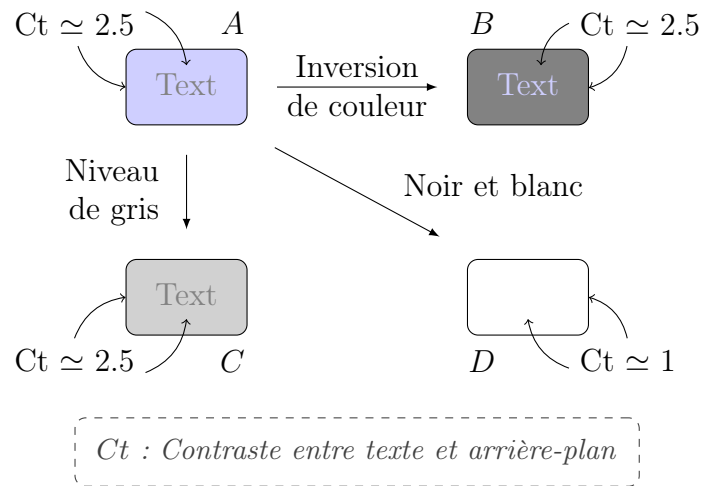 Ct ≃ 2.5
A
B
Ct ≃ 2.5
Text
Inversion
de couleur
Text
Niveau
de gris
Noir et blanc
Text
Ct ≃ 2.5
C
D
Ct ≃ 1
Ct : Contraste entre texte et arrière-plan